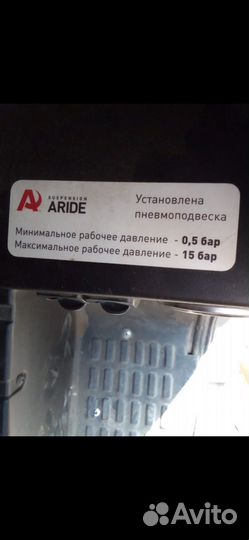 SUSPENSION
ARIDE
Установлена
пневмоподвеска
Минимальное рабочее давление - 0,5 бар
Максимальное рабочее давление - 15 бар
Avito